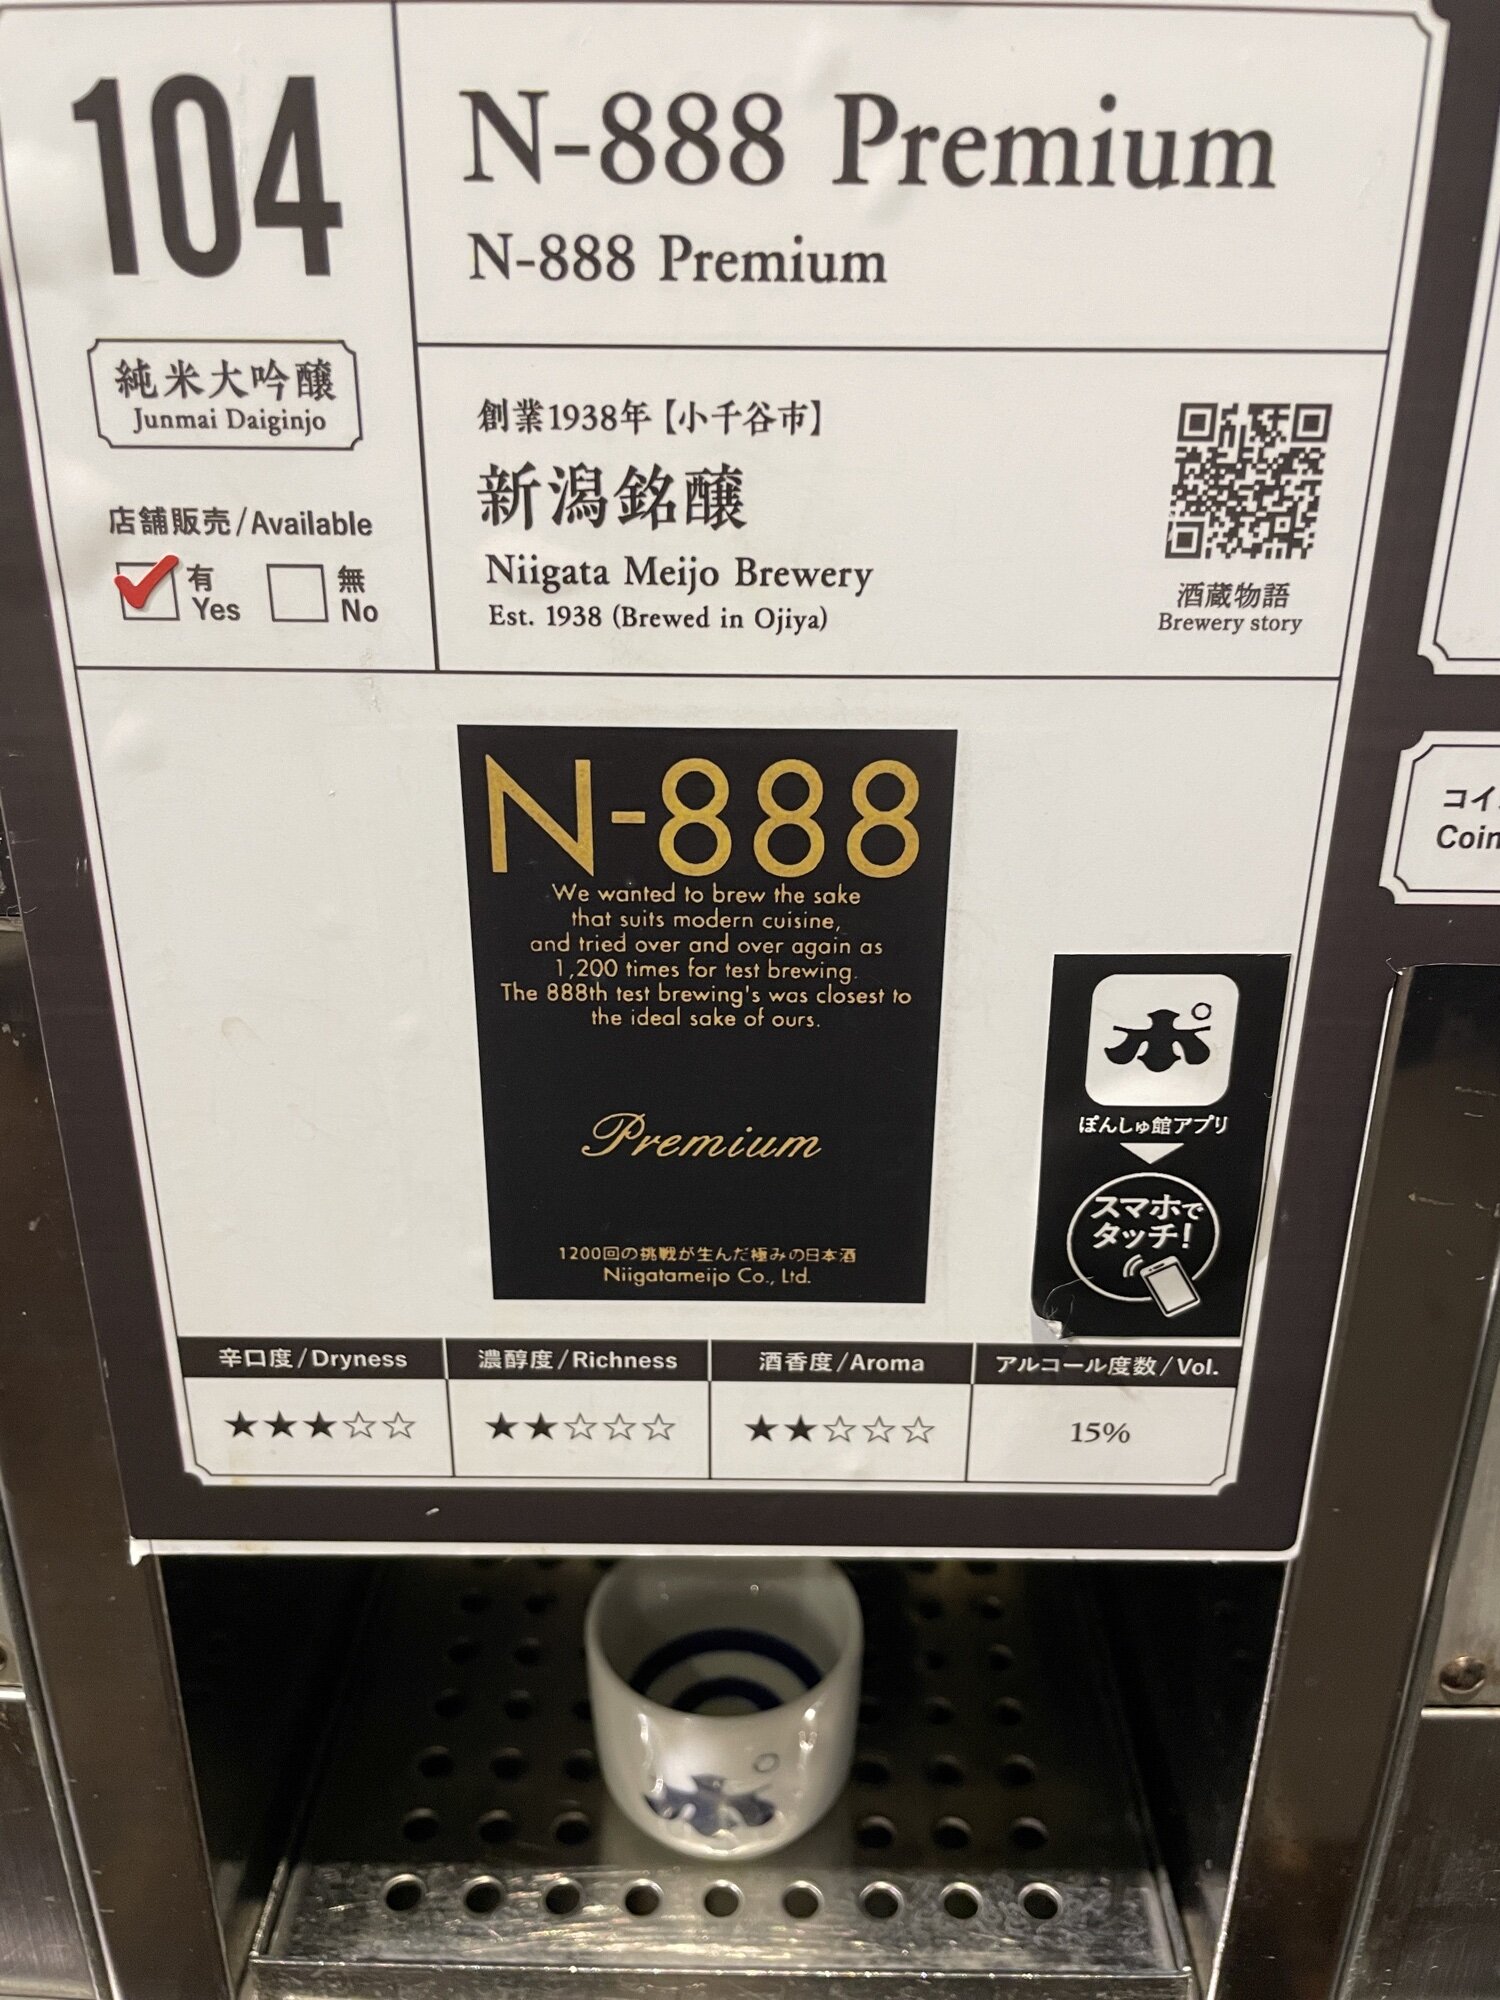 104
純米大吟醸
Junmai Daiginjo
店舗販売/Available
有
Yes
無
No
N-888 Premium
N-888 Premium
創業1938年【小千谷市】
新潟銘醸
Niigata Meijo Brewery
Est. 1938 (Brewed in Ojiya)
酒蔵物語
Brewery story
N-888
We wanted to brew the sake
that suits modern cuisine,
and tried over and over again as
1,200 times for test brewing.
The 888th test brewing's was closest to
the ideal sake of ours.
Premium
1200回の挑戦が生んだ極みの日本酒
Niigatameijo Co., Ltd.
ポ
ぽんしゅ館アプリ
スマホで
タッチ!
コイ
Coin
辛口度/Dryness
★★★☆☆
濃醇度/Richness
★★☆☆☆
酒香度/Aroma
★★☆☆☆
アルコール度数/Vol.
15%
ポ